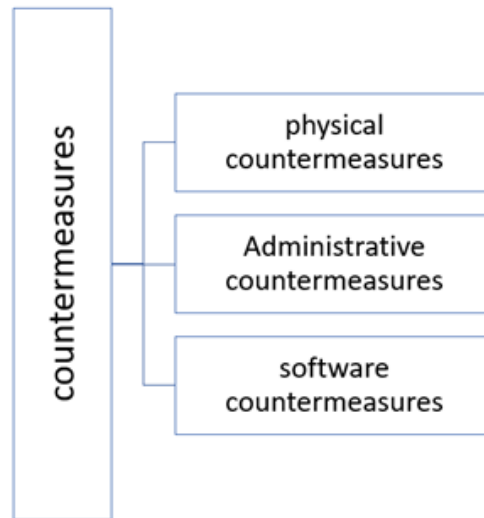 countermeasures
physical
countermeasures
Administrative
countermeasures
software
countermeasures